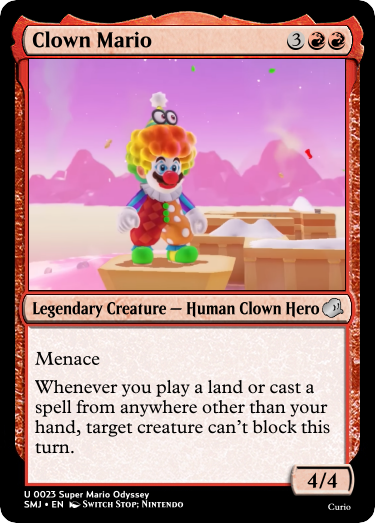 Clown Mario 3
Legendary Creature — Human Clown Hero
Menace
Whenever you play a land or cast a
spell from anywhere other than your
hand, target creature can't block this
turn.
4/4
U 0023 Super Mario Odyssey
SMJ • EN Switch Stop; Nintendo
Curio